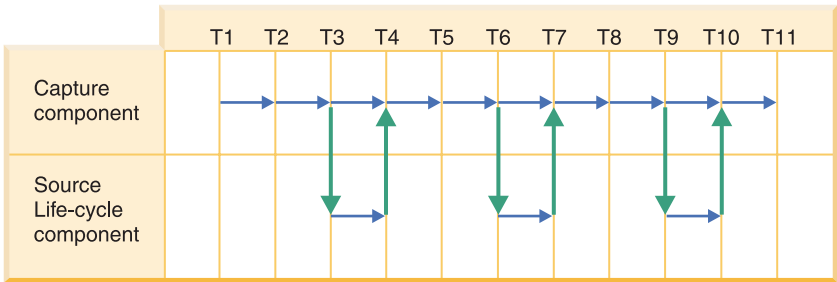 T1 T2 T3 T4 T5 T6 T7 T8 T9 T10 T11
Capture
component
Source
Life-cycle
component